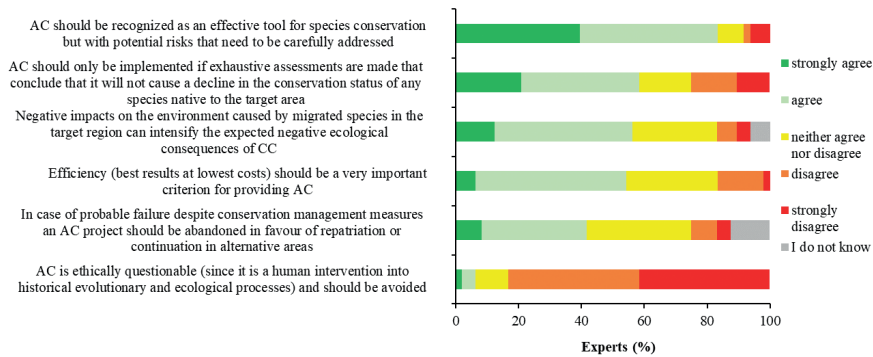 AC should be recognized as an effective tool for species conservation
but with potential risks that need to be carefully addressed
AC should only be implemented if exhaustive assessments are made that
conclude that it will not cause a decline in the conservation status of any
species native to the target area
Negative impacts on the environment caused by migrated species in the
target region can intensify the expected negative ecological
consequences of CC
Efficiency (best results at lowest costs) should be a very important
criterion for providing AC
In case of probable failure despite conservation management measures
an AC project should be abandoned in favour of repatriation or
continuation in alternative areas
AC is ethically questionable (since it is a human intervention into
historical evolutionary and ecological processes) and should be avoided
0 20 40 60 80 100
Experts (%)
strongly agree
agree
neither agree
nor disagree
disagree
strongly
disagree
I do not know